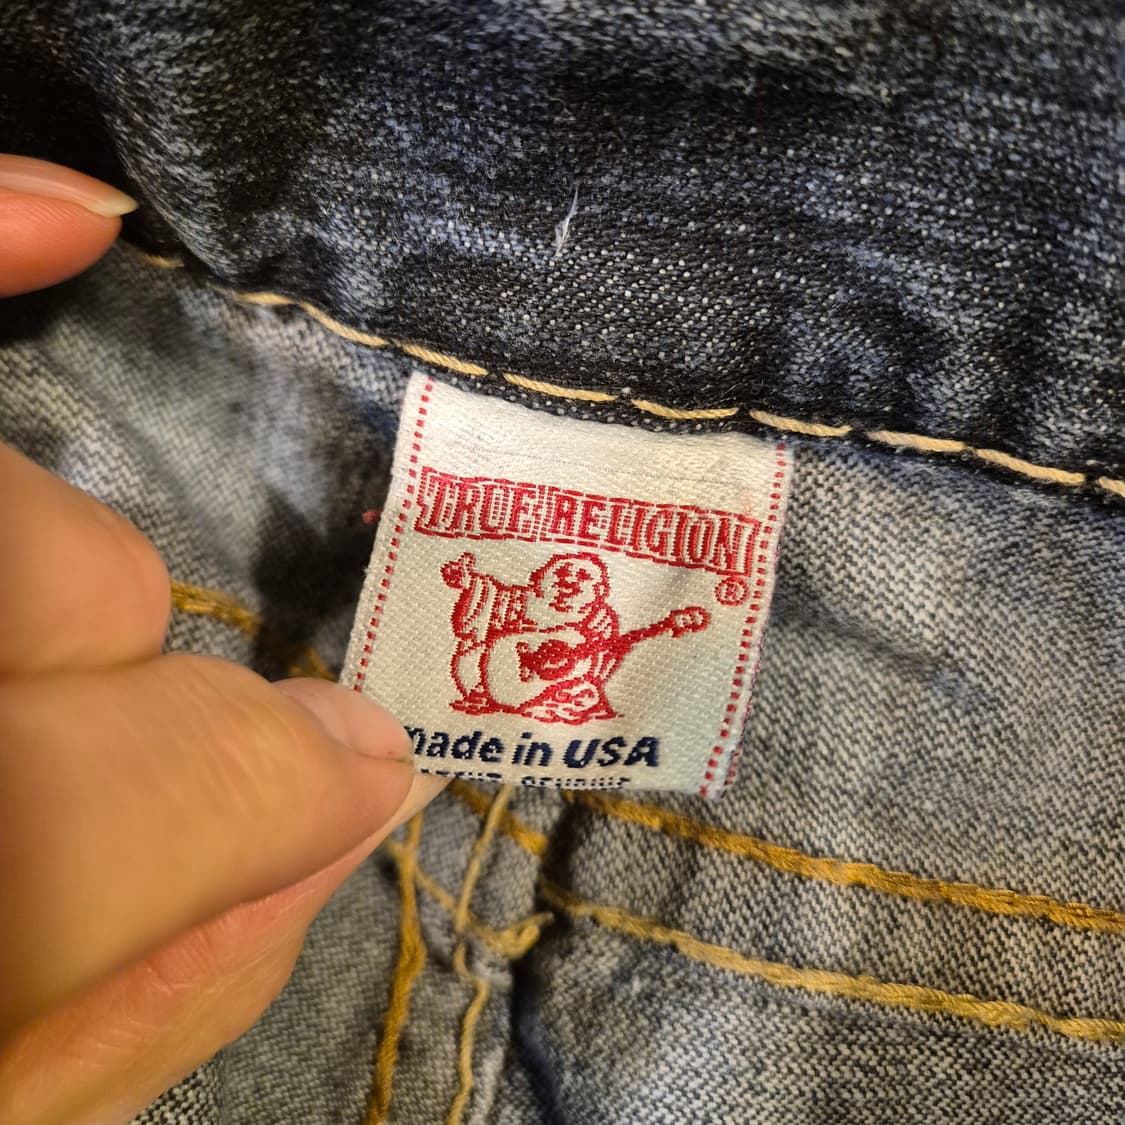 TRUE RELIGION
®
made in USA